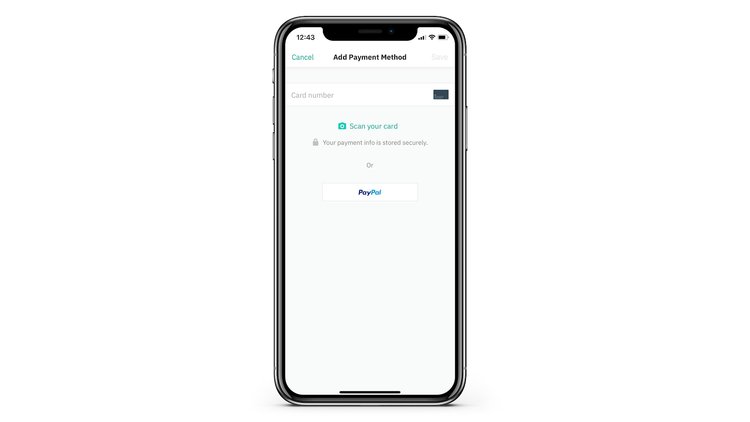 12:43
Cancel Add Payment Method Save
Card number
Scan your card
Your payment info is stored securely.
Or
PayPal